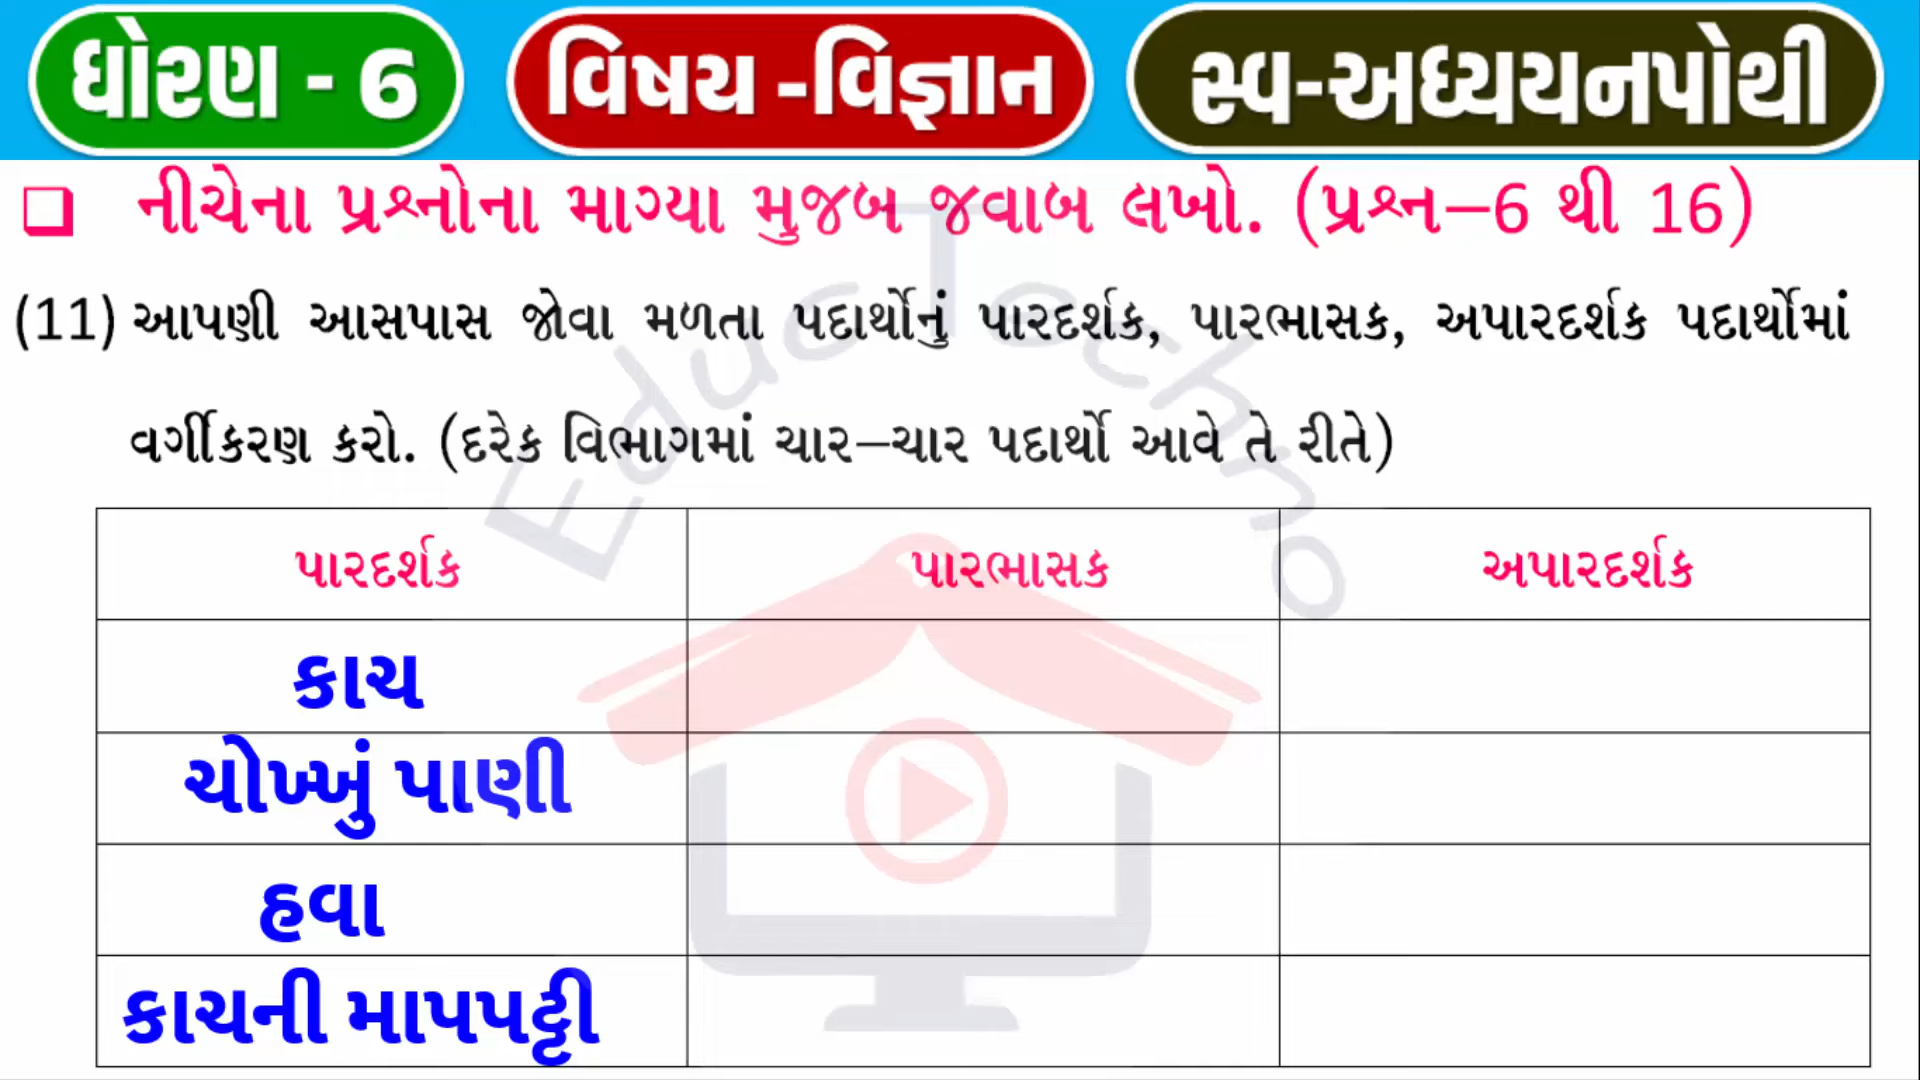 ધોરણ - 6
વિષય -વિજ્ઞાન
સ્વ-અધ્યયનપોથી
❑ નીચેના પ્રશ્નોના માગ્યા મુજબ જવાબ લખો. (પ્રશ્ન–6 થી 16)
(11) આપણી આસપાસ જોવા મળતા પદાર્થોનું પારદર્શક, પારભાસક, અપારદર્શક પદાર્થોમાં
વર્ગીકરણ કરો. (દરેક વિભાગમાં ચાર–ચાર પદાર્થો આવે તે રીતે)
EducTechno
પારદર્શક પારભાસક અપારદર્શક
કાચ
ચોખ્ખું પાણી
હવા
કાચની માપપટ્ટી